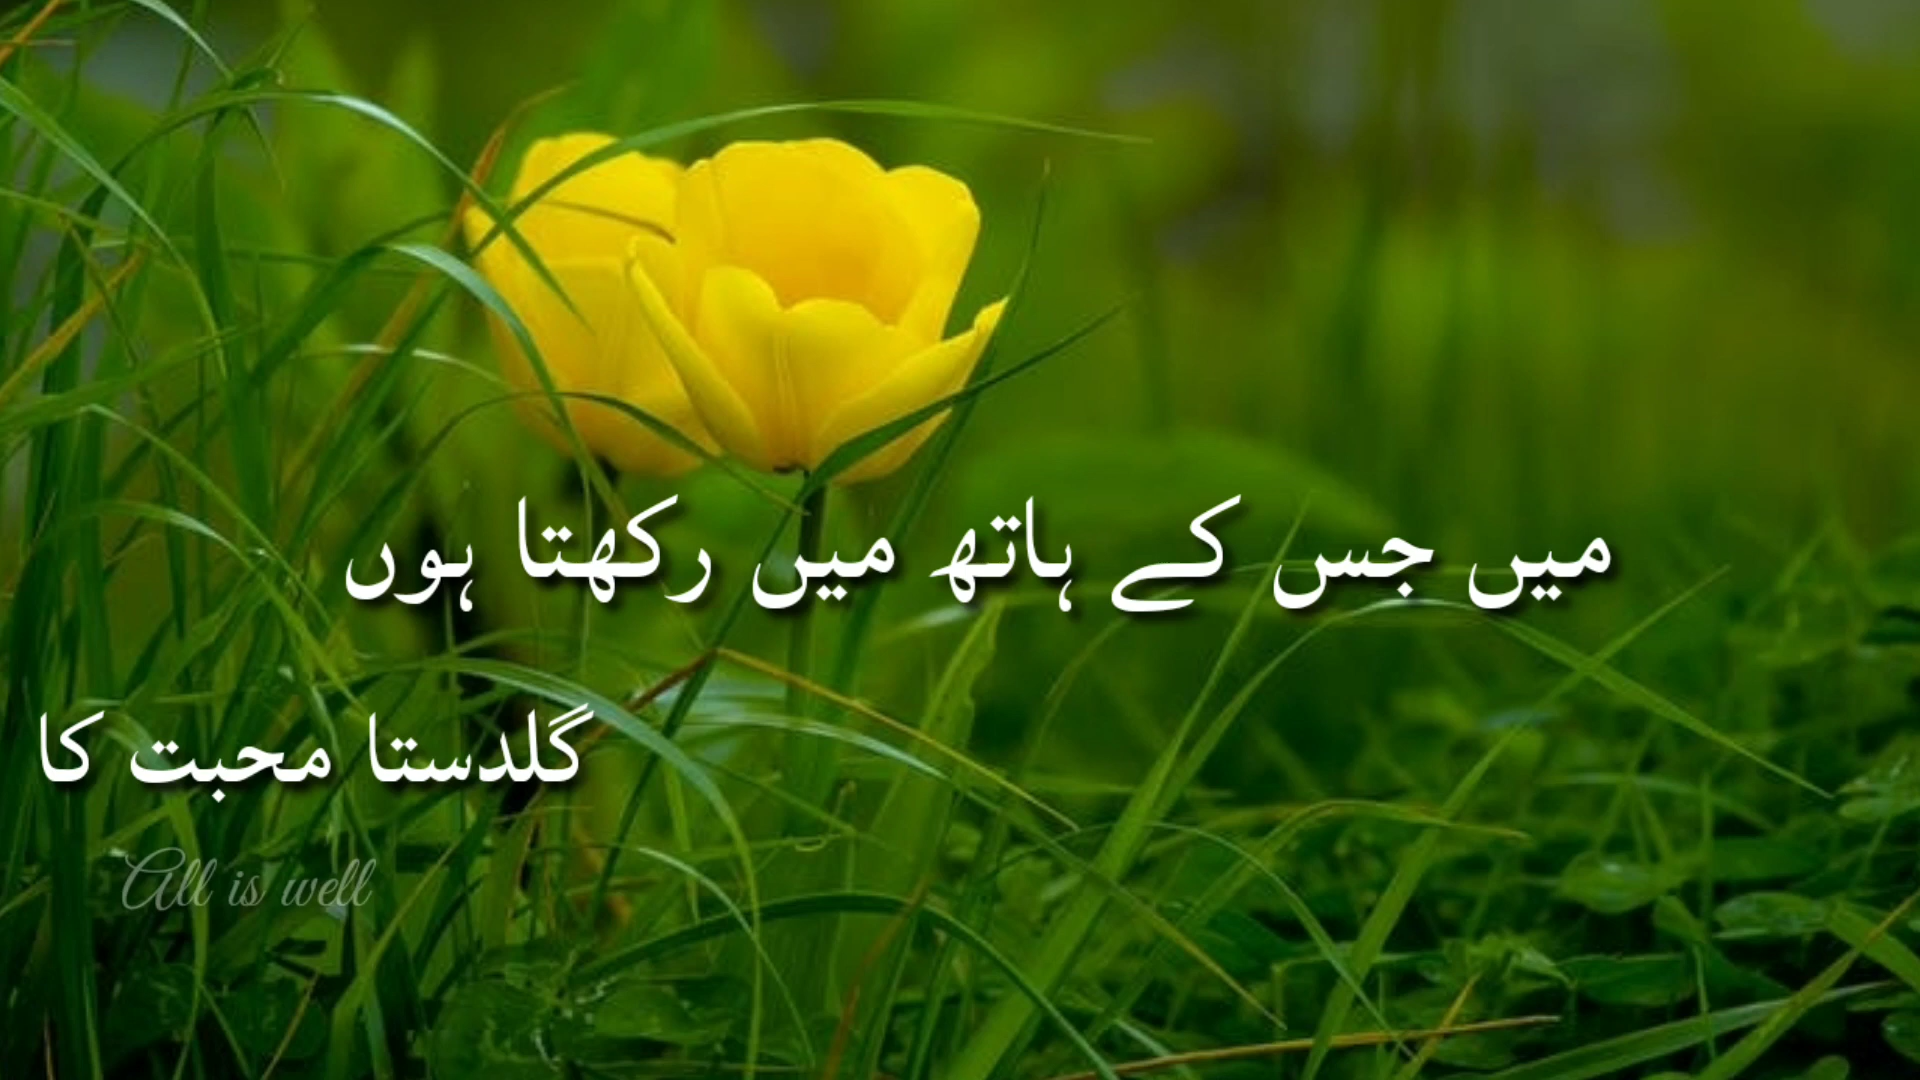 میں جس کے ہاتھ میں رکھتا ہوں
گلدستا محبت کا
All is well